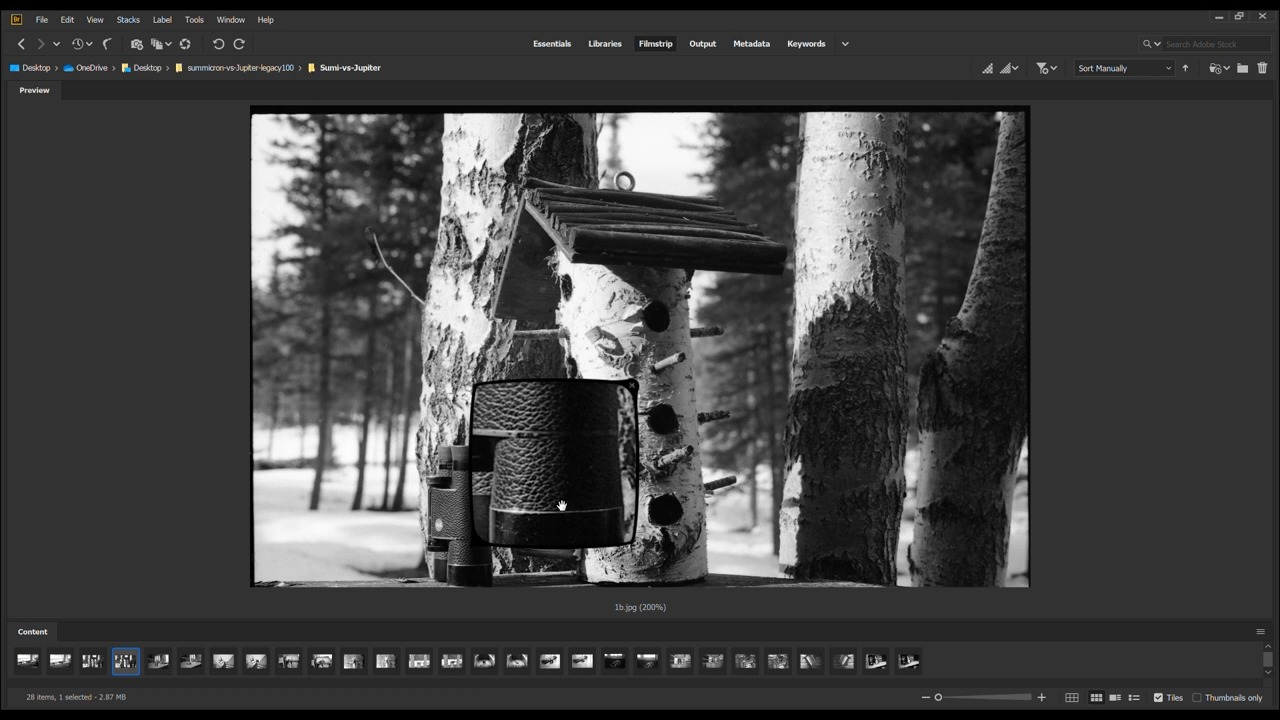 Br File Edit View Stacks Label Tools Window Help
Essentials Libraries Filmstrip Output Metadata Keywords Search Adobe Stock
Desktop OneDrive Desktop summicron-vs-Jupiter-legacy100 Sumi-vs-Jupiter Sort Manually
Preview
1b.jpg (200%)
Content
28 items, 1 selected - 2.87 MB Tiles Thumbnails only